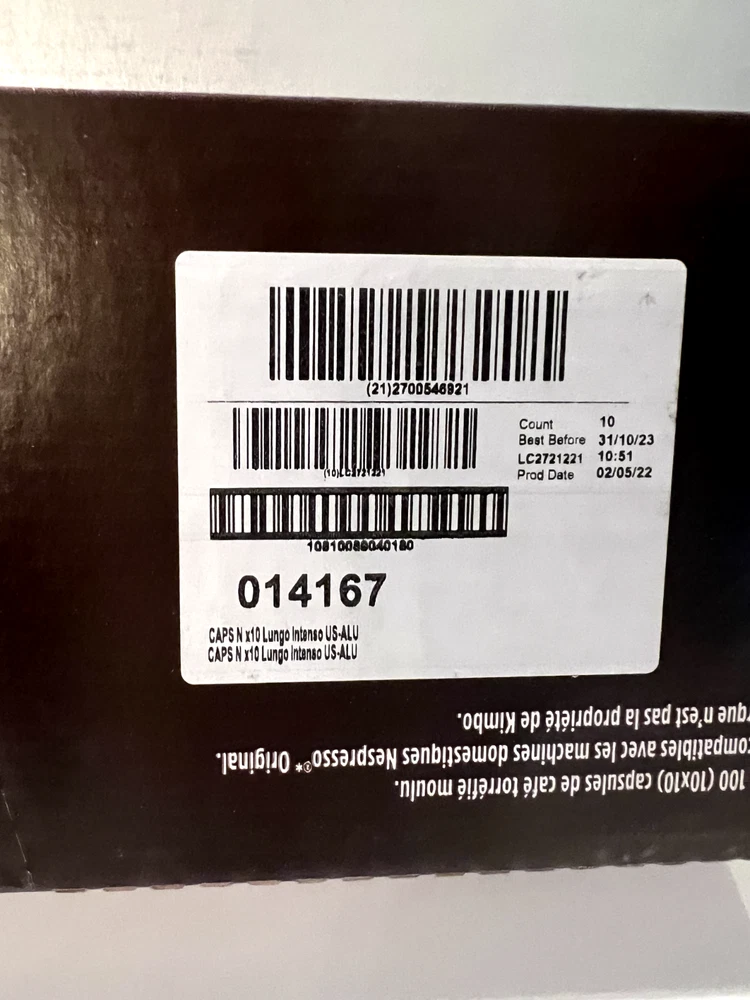 (21)2700546921
Count 10
Best Before 31/10/23
LC2721221 10:51
Prod Date 02/05/22
(10)LC2721221
10810089040180
014167
CAPS N x10 Lungo Intenso US-ALU
CAPS N x10 Lungo Intenso US-ALU
100 (10x10) capsules de café torréfié moulu.
compatibles avec les machines domestiques Nespresso®* Original.
n'est pas la propriété de Kimbo.